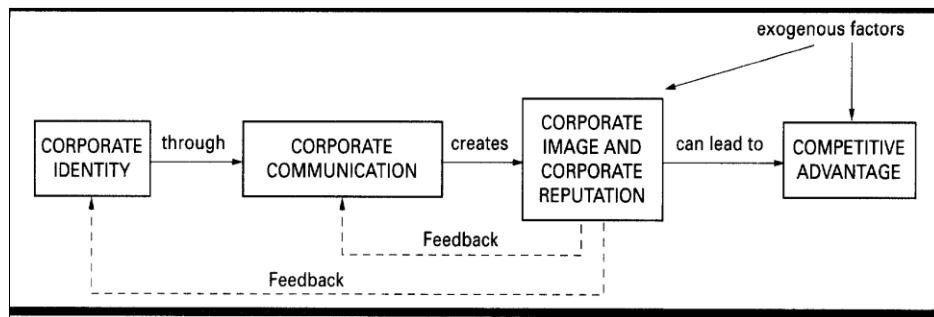 exogenous factors
CORPORATE
IDENTITY
through
CORPORATE
COMMUNICATION
creates
CORPORATE
IMAGE AND
CORPORATE
REPUTATION
can lead to
COMPETITIVE
ADVANTAGE
Feedback
Feedback